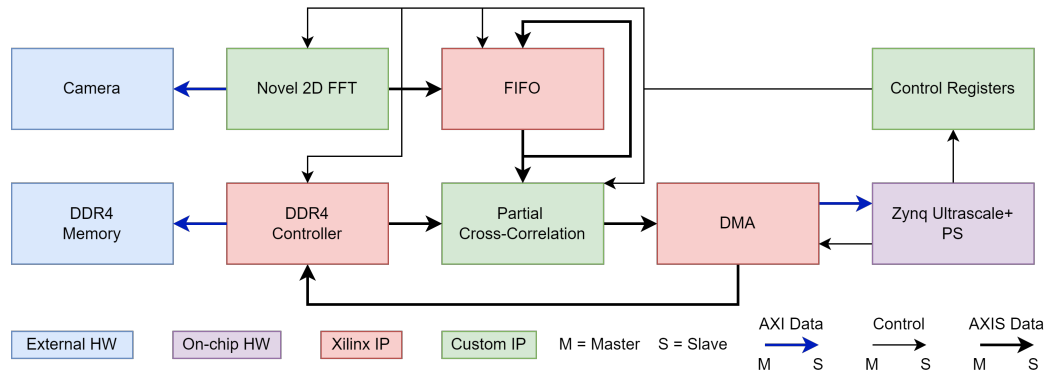 Camera
Novel 2D FFT
FIFO
Control Registers
DDR4
Memory
DDR4
Controller
Partial
Cross-Correlation
DMA
Zynq Ultrascale+
PS
External HW
On-chip HW
Xilinx IP
Custom IP
M = Master
S = Slave
AXI Data
M
S
Control
M
S
AXIS Data
M
S